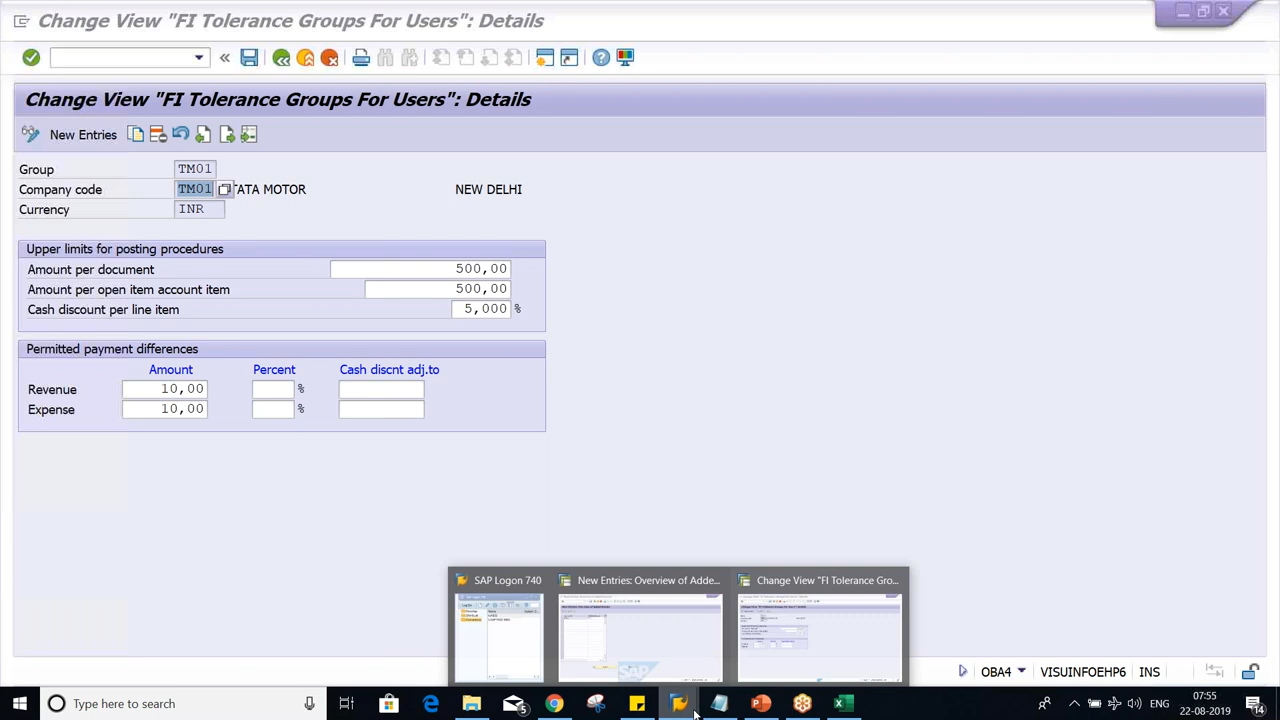 Change View "FI Tolerance Groups For Users": Details
Change View "FI Tolerance Groups For Users": Details
New Entries
Group TM01
Company code TM01 TATA MOTOR NEW DELHI
Currency INR
Upper limits for posting procedures
Amount per document 500,00
Amount per open item account item 500,00
Cash discount per line item 5,000 %
Permitted payment differences
Amount Percent Cash discnt adj.to
Revenue 10,00 %
Expense 10,00 %
SAP Logon 740 New Entries: Overview of Adde... Change View "FI Tolerance Gro...
SAP
OBA4 VISUINFOEHP6 INS
Type here to search 5 ENG 07:55
22-08-2019 14